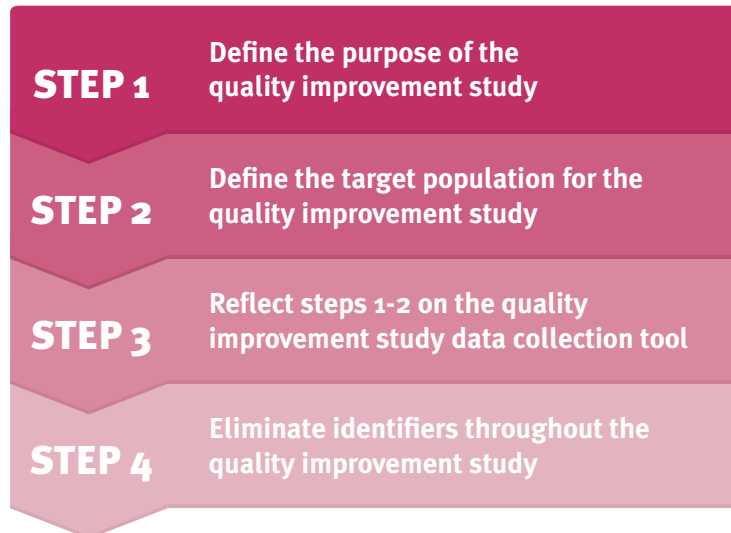 STEP 1
Define the purpose of the
quality improvement study
STEP 2
Define the target population for the
quality improvement study
STEP 3
Reflect steps 1-2 on the quality
improvement study data collection tool
STEP 4
Eliminate identifiers throughout the
quality improvement study